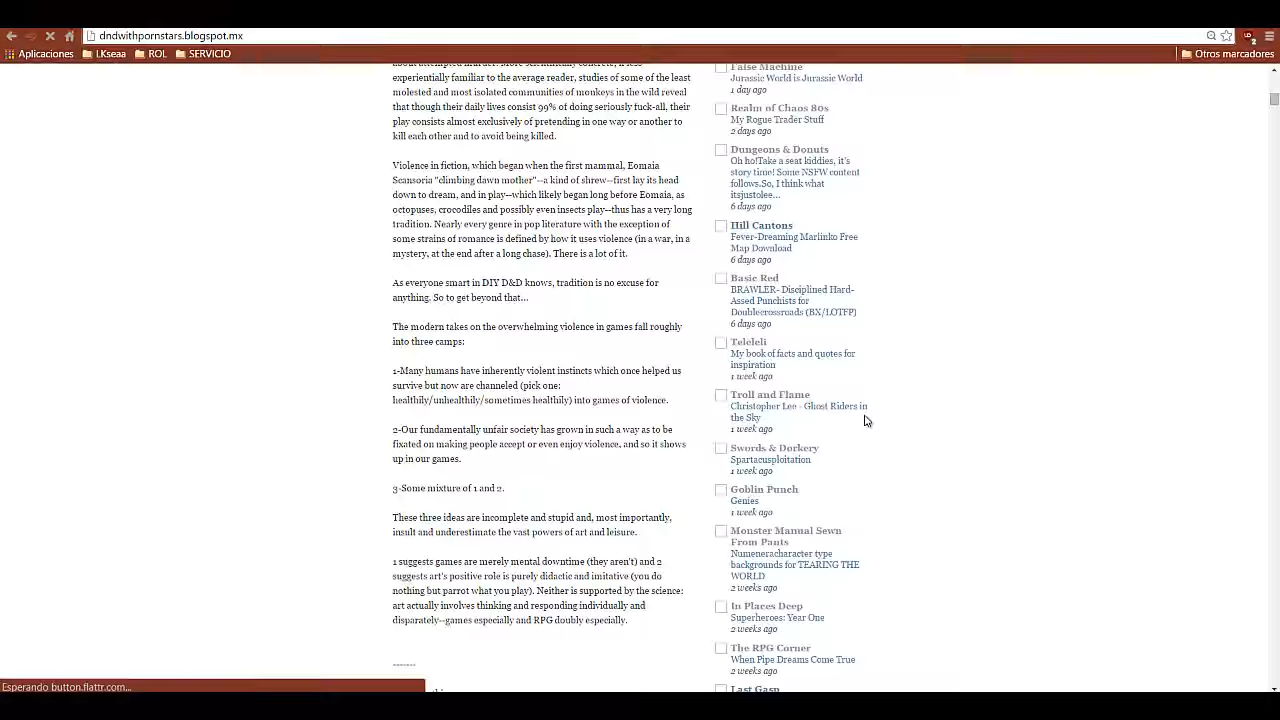 dndwithpornstars.blogspot.mx
Aplicaciones
LKseaa
ROL
SERVICIO
Otros marcadores
about attempted murder. More scientifically concrete, if less
experientially familiar to the average reader, studies of some of the least
molested and most isolated communities of monkeys in the wild reveal
that though their daily lives consist 99% of doing seriously fuck-all, their
play consists almost exclusively of pretending in one way or another to
kill each other and to avoid being killed.
Violence in fiction, which began when the first mammal, Eomaia
Scansoria "climbing dawn mother"--a kind of shrew--first lay its head
down to dream, and in play--which likely began long before Eomaia, as
octopuses, crocodiles and possibly even insects play--thus has a very long
tradition. Nearly every genre in pop literature with the exception of
some strains of romance is defined by how it uses violence (in a war, in a
mystery, at the end after a long chase). There is a lot of it.
As everyone smart in DIY D&D knows, tradition is no excuse for
anything. So to get beyond that...
The modern takes on the overwhelming violence in games fall roughly
into three camps:
1-Many humans have inherently violent instincts which once helped us
survive but now are channeled (pick one:
healthily/unhealthily/sometimes healthily) into games of violence.
2-Our fundamentally unfair society has grown in such a way as to be
fixated on making people accept or even enjoy violence, and so it shows
up in our games.
3-Some mixture of 1 and 2.
These three ideas are incomplete and stupid and, most importantly,
insult and underestimate the vast powers of art and leisure.
1 suggests games are merely mental downtime (they aren't) and 2
suggests art's positive role is purely didactic and imitative (you do
nothing but parrot what you play). Neither is supported by the science:
art actually involves thinking and responding individually and
disparately--games especially and RPG doubly especially.
-------
False Machine
Jurassic World is Jurassic World
1 day ago
Realm of Chaos 80s
My Rogue Trader Stuff
2 days ago
Dungeons & Donuts
Oh ho!Take a seat kiddies, it's
story time! Some NSFW content
follows.So, I think what
itsjustolee...
6 days ago
Hill Cantons
Fever-Dreaming Marlinko Free
Map Download
6 days ago
Basic Red
BRAWLER- Disciplined Hard-
Assed Punchists for
Doublecrossroads (BX/LOTFP)
6 days ago
Teleleli
My book of facts and quotes for
inspiration
1 week ago
Troll and Flame
Christopher Lee - Ghost Riders in
the Sky
1 week ago
Swords & Dorkery
Spartacusploitation
1 week ago
Goblin Punch
Genies
1 week ago
Monster Manual Sewn
From Pants
Numeneracharacter type
backgrounds for TEARING THE
WORLD
2 weeks ago
In Places Deep
Superheroes: Year One
2 weeks ago
The RPG Corner
When Pipe Dreams Come True
2 weeks ago
Last Gasp
Esperando button.flattr.com...